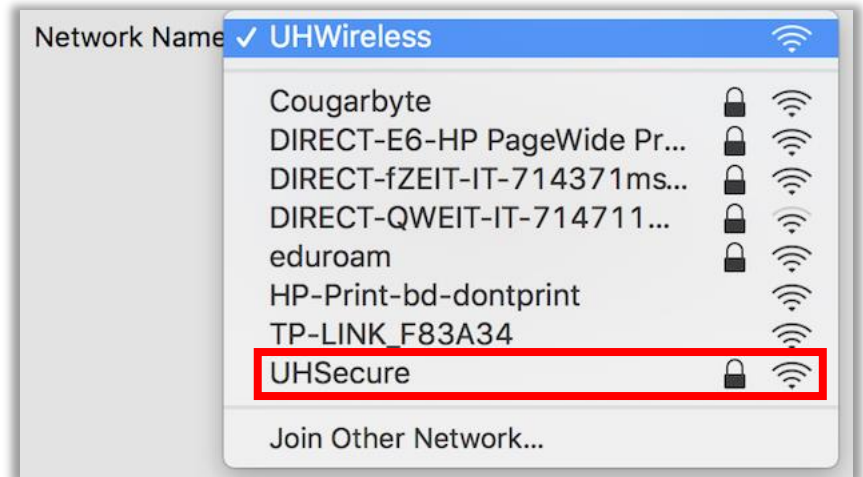 Network Name ✓ UHWireless
Cougarbyte
DIRECT-E6-HP PageWide Pr...
DIRECT-fZEIT-IT-714371ms...
DIRECT-QWEIT-IT-714711...
eduroam
HP-Print-bd-dontprint
TP-LINK_F83A34
UHSecure
Join Other Network...